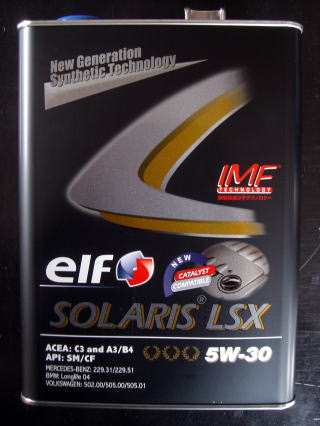 New Generation
Synthetic Technology
IMF
TECHNOLOGY
elf
NEW
CATALYST
COMPATIBLE
SOLARIS® LSX
ACEA: C3 and A3/B4
API: SM/CF
5W-30
MERCEDES-BENZ: 229.31/229.51
BMW: Longlife 04
VOLKSWAGEN: 502.00/505.00/505.01